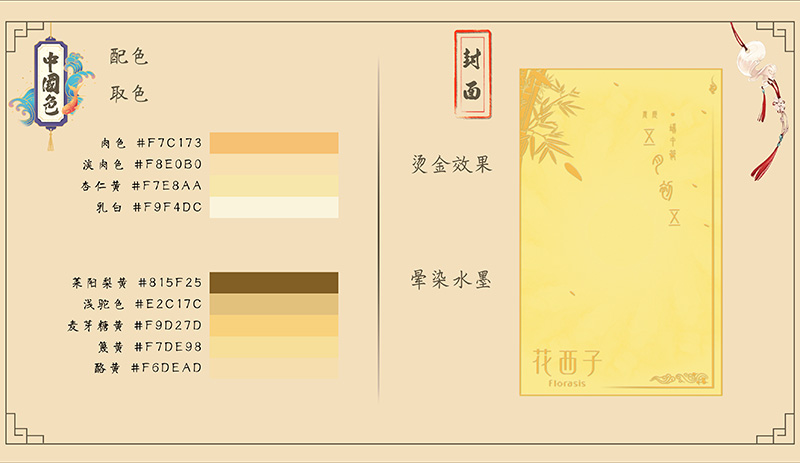 中國色
配色
取色
肉色 #F7C173
淡肉色 #F8E0B0
杏仁黄 #F7E8AA
乳白 #F9F4DC
莱阳梨黄 #815F25
浅驼色 #E2C17C
麦芽糖黄 #F9D27D
篾黄 #F7DE98
酪黄 #F6DEAD
封面
烫金效果
晕染水墨
花西子
Florasis